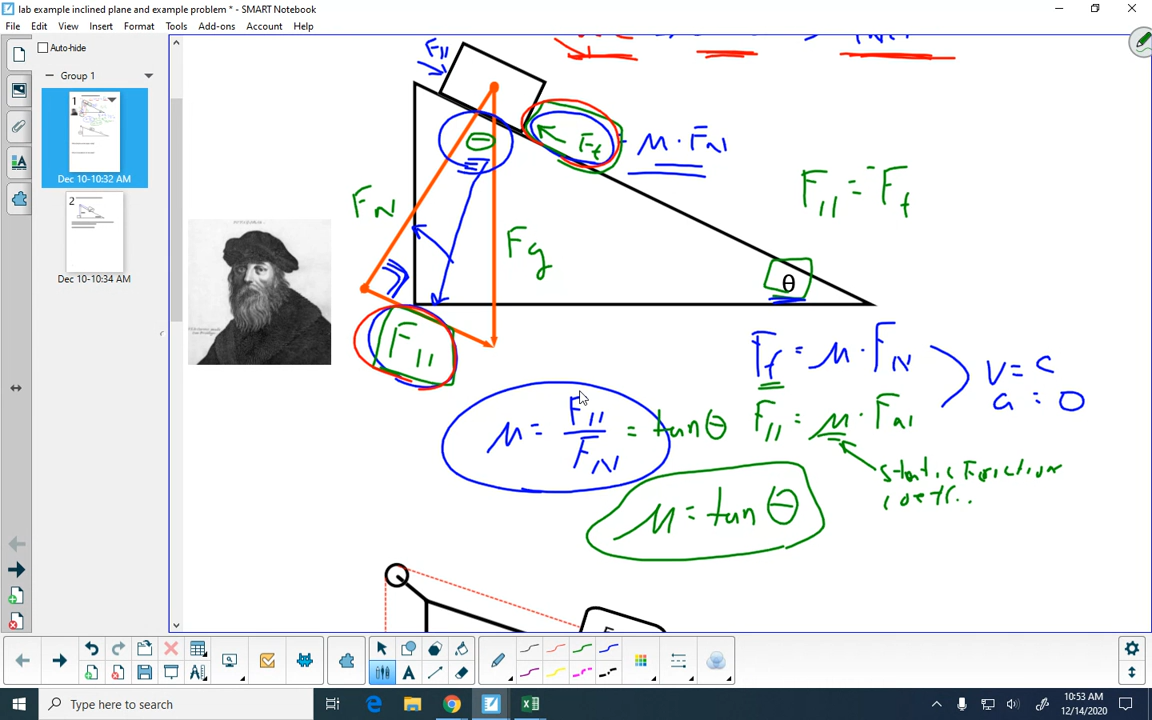 lab example inclined plane and example problem * - SMART Notebook
File Edit View Insert Format Tools Add-ons Account Help
Auto-hide
Group 1
1
Dec 10-10:32 AM
2
Dec 10-10:34 AM
F||
θ
Ff = μ · FN
F|| = -Ff
FN
Fg
θ
F||
Ff = μ · FN
v = c
a = 0
μ = F|| / FN = tan θ
F|| = μ · FN
static Friction
coeff.
μ = tan θ
Type here to search
10:53 AM
12/14/2020